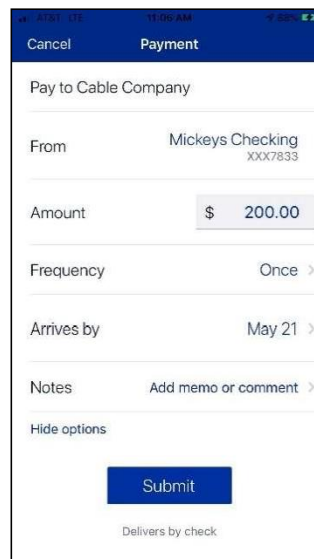 AT&T LTE 11:06 AM 88%
Cancel Payment
Pay to Cable Company
From Mickeys Checking
XXX7833
Amount $ 200.00
Frequency Once
Arrives by May 21
Notes Add memo or comment
Hide options
Submit
Delivers by check